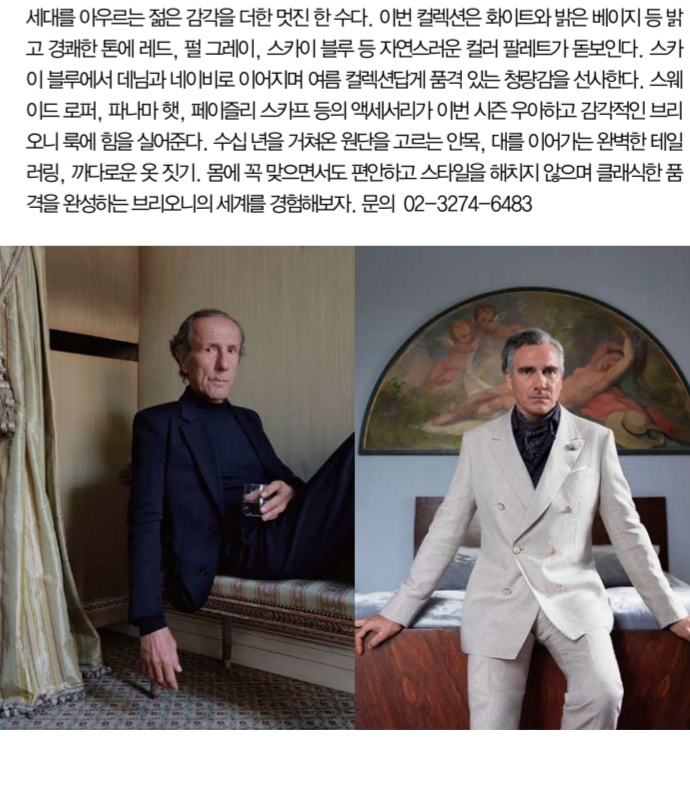 세대를 아우르는 젊은 감각을 더한 멋진 한 수다. 이번 컬렉션은 화이트와 밝은 베이지 등 밝
고 경쾌한 톤에 레드, 펄 그레이, 스카이 블루 등 자연스러운 컬러 팔레트가 돋보인다. 스카
이 블루에서 데님과 네이비로 이어지며 여름 컬렉션답게 품격 있는 청량감을 선사한다. 스웨
이드 로퍼, 파나마 햇, 페이즐리 스카프 등의 액세서리가 이번 시즌 우아하고 감각적인 브리
오니 룩에 힘을 실어준다. 수십 년을 거쳐온 원단을 고르는 안목, 대를 이어가는 완벽한 테일
러링, 까다로운 옷 짓기. 몸에 꼭 맞으면서도 편안하고 스타일을 해치지 않으며 클래식한 품
격을 완성하는 브리오니의 세계를 경험해보자. 문의 02-3274-6483